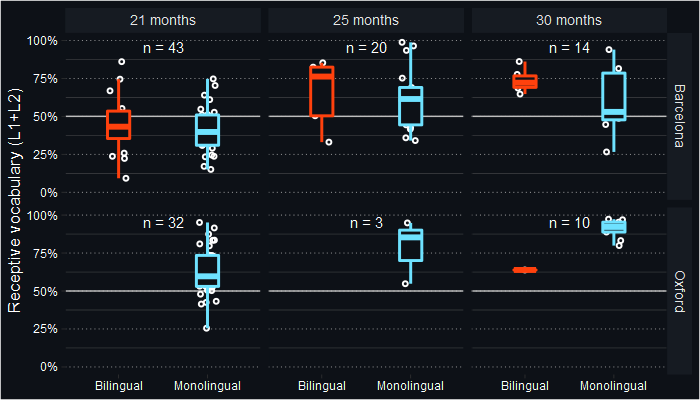 21 months 25 months 30 months
Receptive vocabulary (L1+L2)
100%
75%
50%
25%
0%
n = 43 n = 20 n = 14
Barcelona
100%
75%
50%
25%
0%
n = 32 n = 3 n = 10
Oxford
Bilingual Monolingual Bilingual Monolingual Bilingual Monolingual